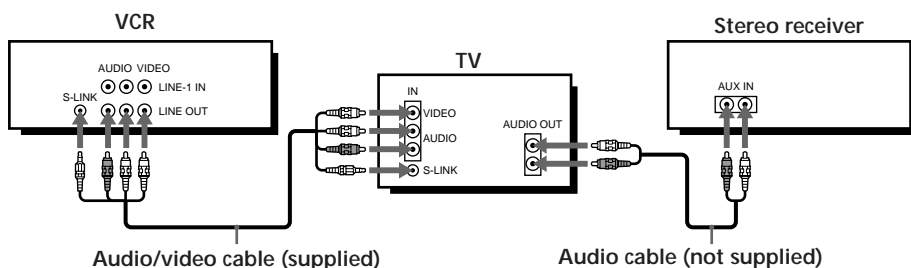 VCR
Stereo receiver
TV
AUDIO VIDEO
LINE-1 IN
S-LINK
LINE OUT
IN
VIDEO
AUDIO
S-LINK
AUDIO OUT
AUX IN
Audio/video cable (supplied)
Audio cable (not supplied)